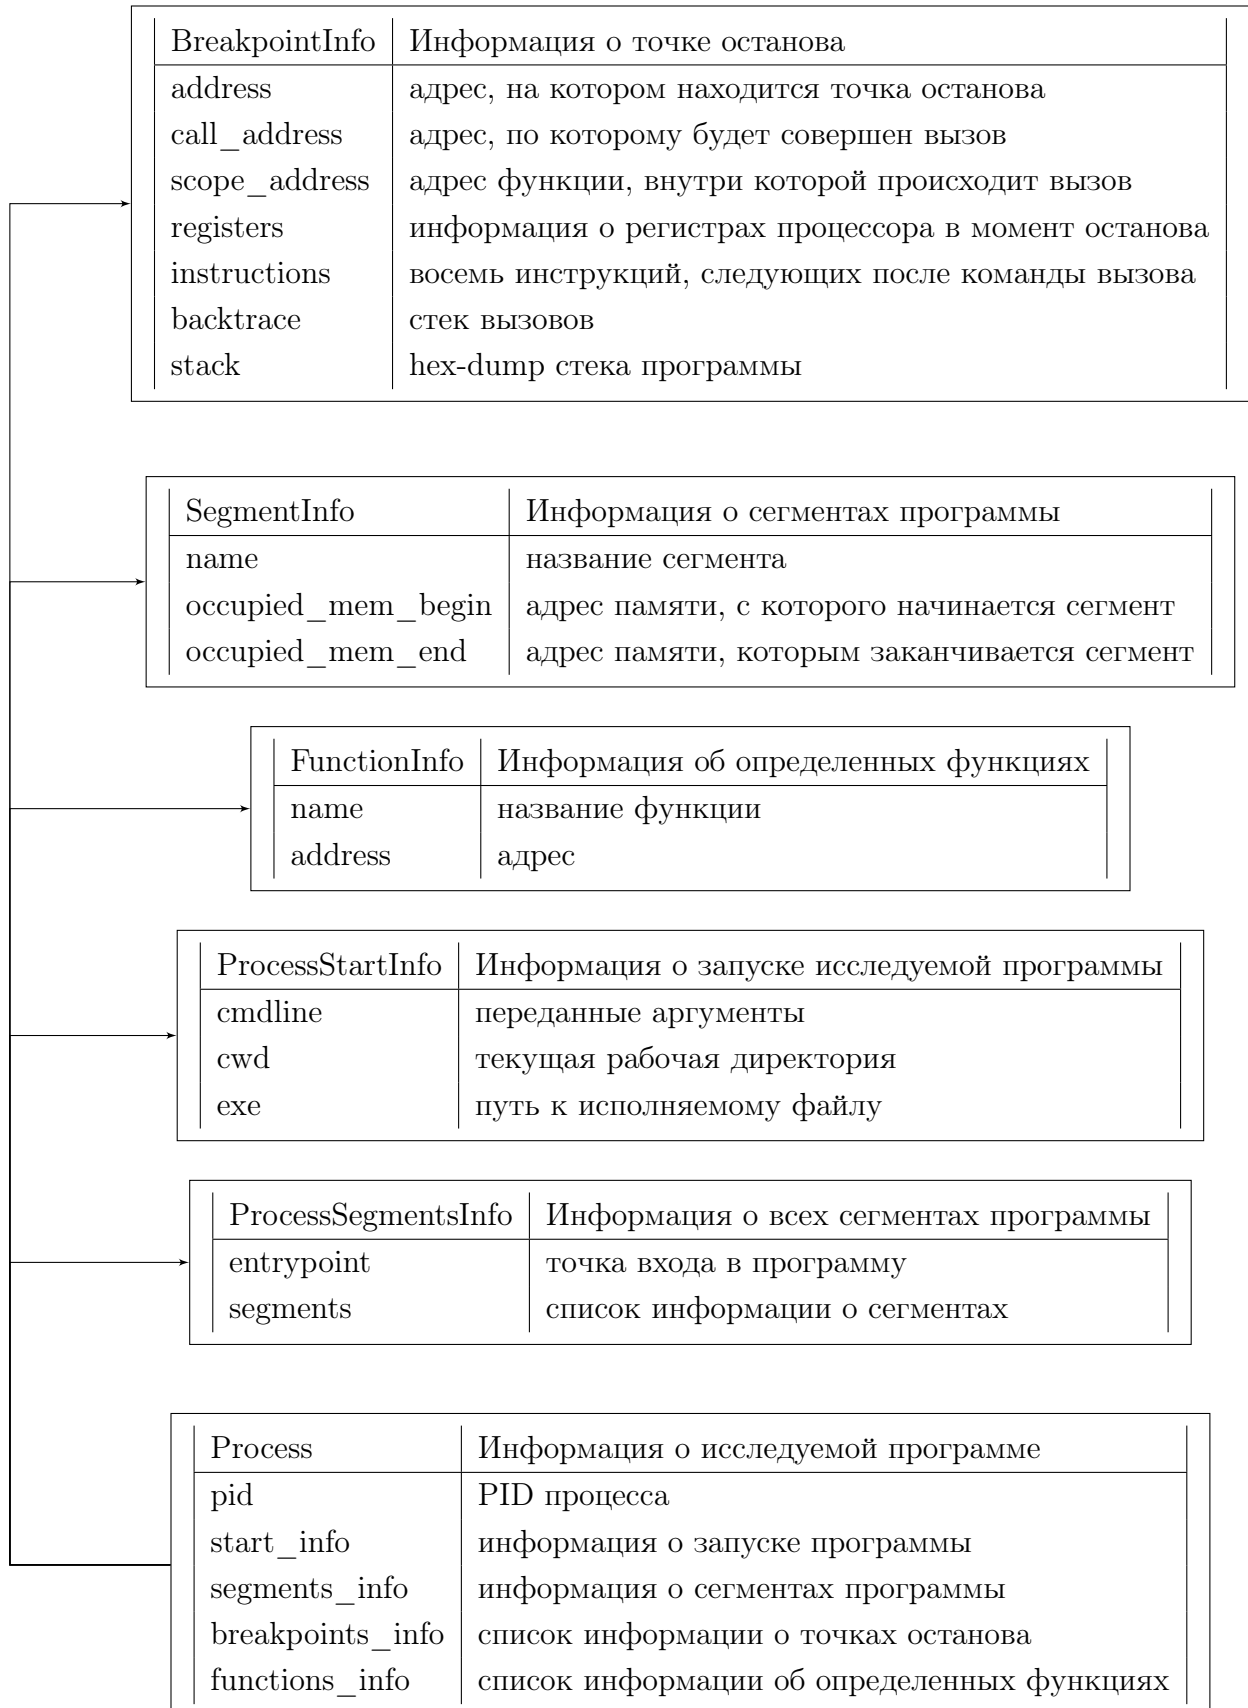 BreakpointInfo Информация о точке останова
address адрес, на котором находится точка останова
call_address адрес, по которому будет совершен вызов
scope_address адрес функции, внутри которой происходит вызов
registers информация о регистрах процессора в момент останова
instructions восемь инструкций, следующих после команды вызова
backtrace стек вызовов
stack hex-dump стека программы
SegmentInfo Информация о сегментах программы
name название сегмента
occupied_mem_begin адрес памяти, с которого начинается сегмент
occupied_mem_end адрес памяти, которым заканчивается сегмент
FunctionInfo Информация об определенных функциях
name название функции
address адрес
ProcessStartInfo Информация о запуске исследуемой программы
cmdline переданные аргументы
cwd текущая рабочая директория
exe путь к исполняемому файлу
ProcessSegmentsInfo Информация о всех сегментах программы
entrypoint точка входа в программу
segments список информации о сегментах
Process Информация о исследуемой программе
pid PID процесса
start_info информация о запуске программы
segments_info информация о сегментах программы
breakpoints_info список информации о точках останова
functions_info список информации об определенных функциях